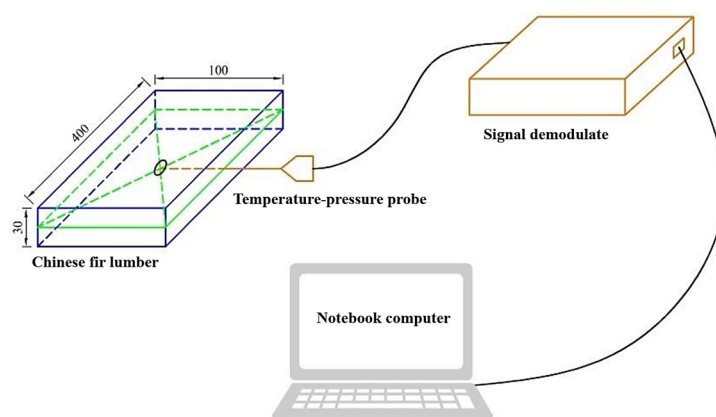 100
400
30
Signal demodulate
Temperature-pressure probe
Chinese fir lumber
Notebook computer